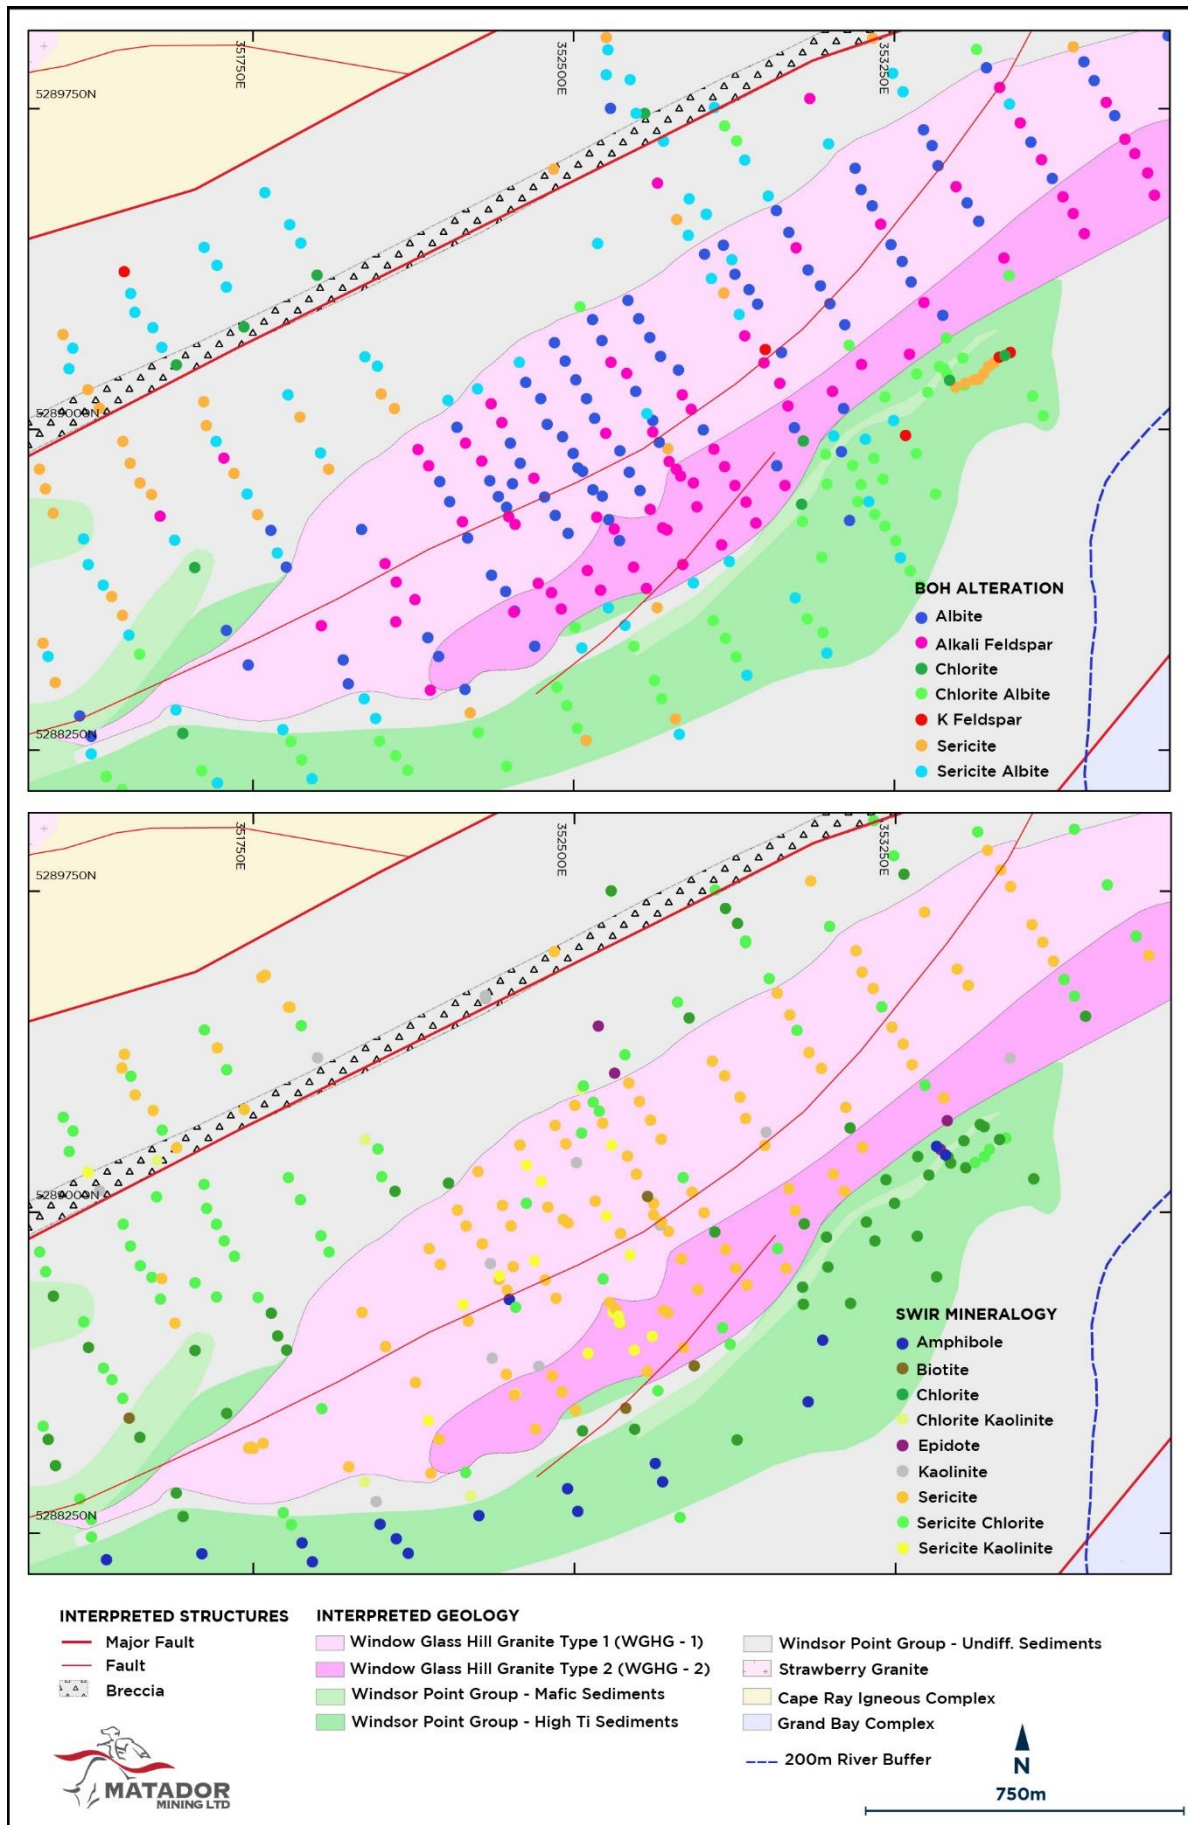 351750E
352500E
353250E
5289750N
5289000N
5288250N
BOH ALTERATION
Albite
Alkali Feldspar
Chlorite
Chlorite Albite
K Feldspar
Sericite
Sericite Albite
351750E
352500E
353250E
5289750N
5289000N
5288250N
SWIR MINERALOGY
Amphibole
Biotite
Chlorite
Chlorite Kaolinite
Epidote
Kaolinite
Sericite
Sericite Chlorite
Sericite Kaolinite
INTERPRETED STRUCTURES
Major Fault
Fault
Breccia
INTERPRETED GEOLOGY
Window Glass Hill Granite Type 1 (WGHG - 1)
Window Glass Hill Granite Type 2 (WGHG - 2)
Windsor Point Group - Mafic Sediments
Windsor Point Group - High Ti Sediments
Windsor Point Group - Undiff. Sediments
Strawberry Granite
Cape Ray Igneous Complex
Grand Bay Complex
200m River Buffer
N
750m
MATADOR
MINING LTD